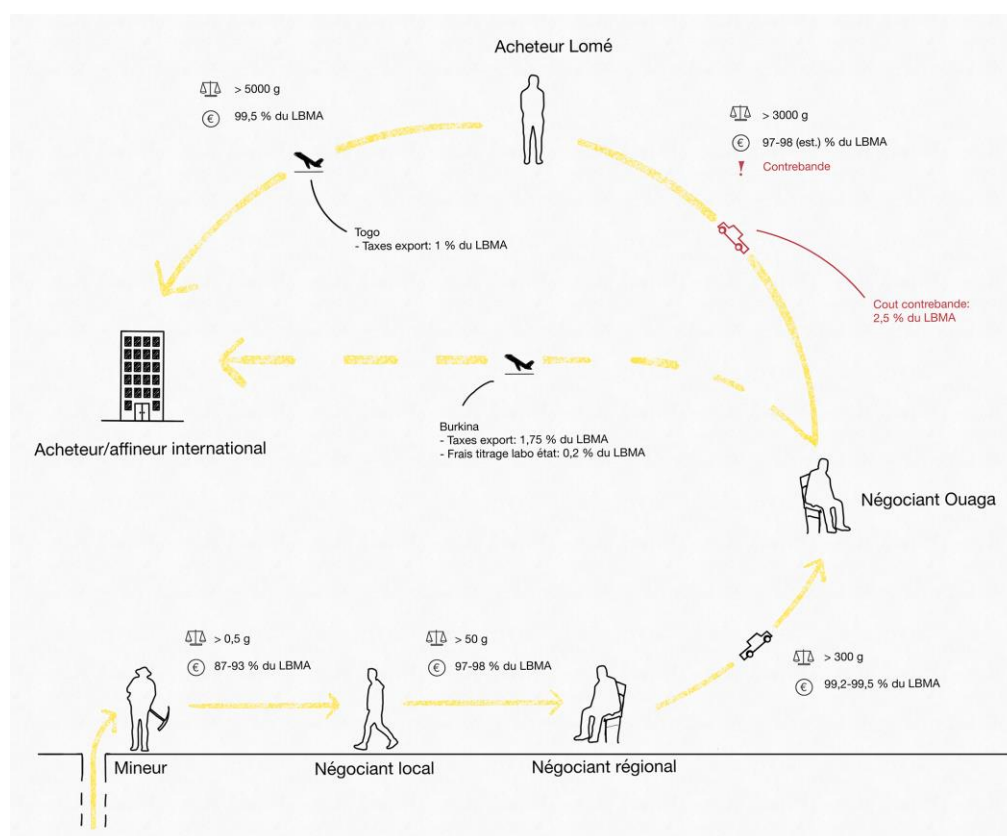 Acheteur Lomé
> 5000 g
99,5 % du LBMA
> 3000 g
97-98 (est.) % du LBMA
Contrebande
Togo
- Taxes export: 1 % du LBMA
Cout contrebande:
2,5 % du LBMA
Acheteur/affineur international
Burkina
- Taxes export: 1,75 % du LBMA
- Frais titrage labo état: 0,2 % du LBMA
Négociant Ouaga
> 0,5 g
87-93 % du LBMA
> 50 g
97-98 % du LBMA
> 300 g
99,2-99,5 % du LBMA
Mineur
Négociant local
Négociant régional